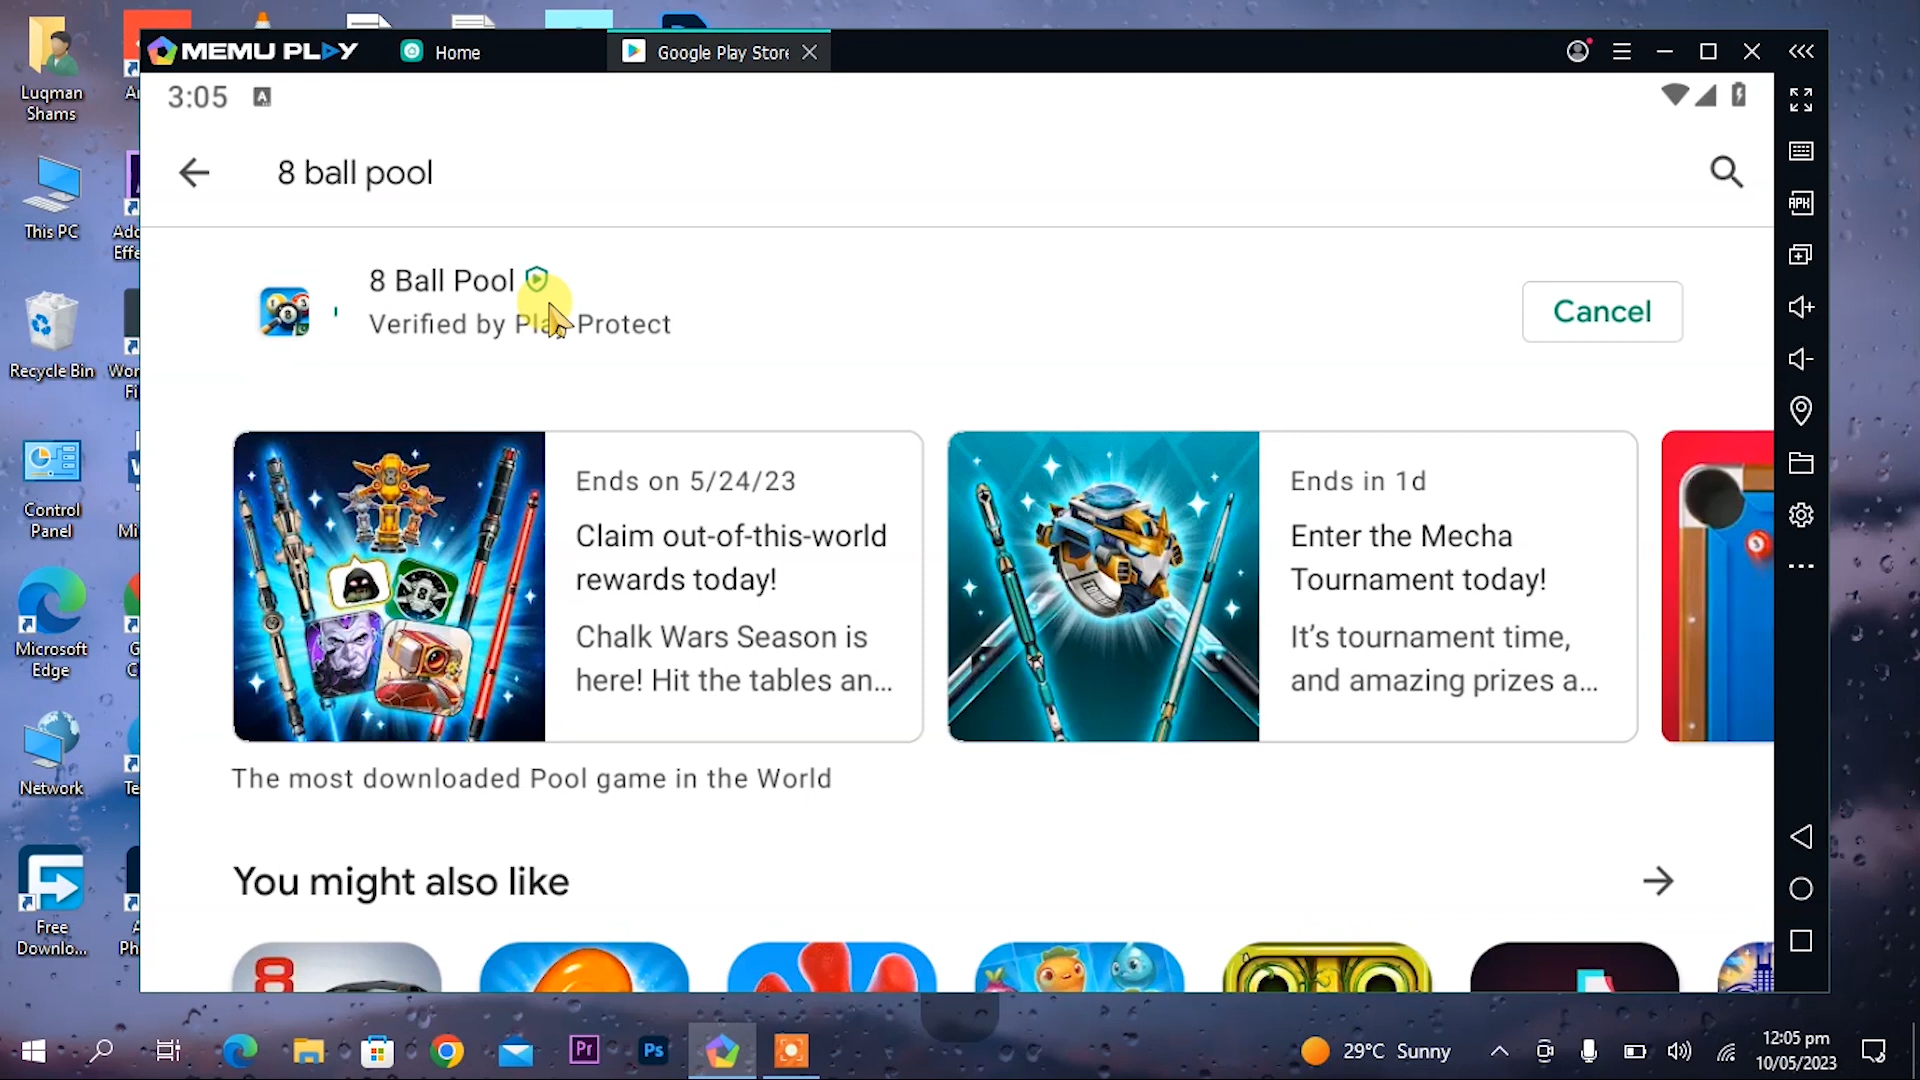 MEMU PLAY
Home
Google Play Store
3:05
A
8 ball pool
APK
8 Ball Pool
Verified by Play Protect
Cancel
Ends on 5/24/23
Claim out-of-this-world
rewards today!
Chalk Wars Season is
here! Hit the tables an...
Ends in 1d
Enter the Mecha
Tournament today!
It's tournament time,
and amazing prizes a...
The most downloaded Pool game in the World
You might also like
8
Luqman
Shams
This PC
Recycle Bin
Control
Panel
Microsoft
Edge
Network
Free
Downlo...
Pr
Ps
29°C Sunny
12:05 pm
10/05/2023